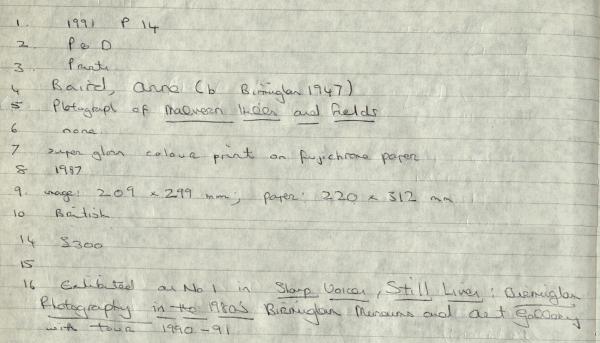 1. 1991 P 14
2. P & D
3 Prints
4 Baird, Anne (b Birmingham 1947)
5 Photograph of Malvern Hills and fields
6 none
7 super gloss colour print on fujichrome paper
8 1987
9. image: 209 x 299 mm; paper: 220 x 312 mm
10 British
14 S300
15
16 Exhibited as No 1 in Sharp Voices, Still Lives: Birmingham
Photography in the 1980s Birmingham Museums and Art Gallery
with tour 1990-91